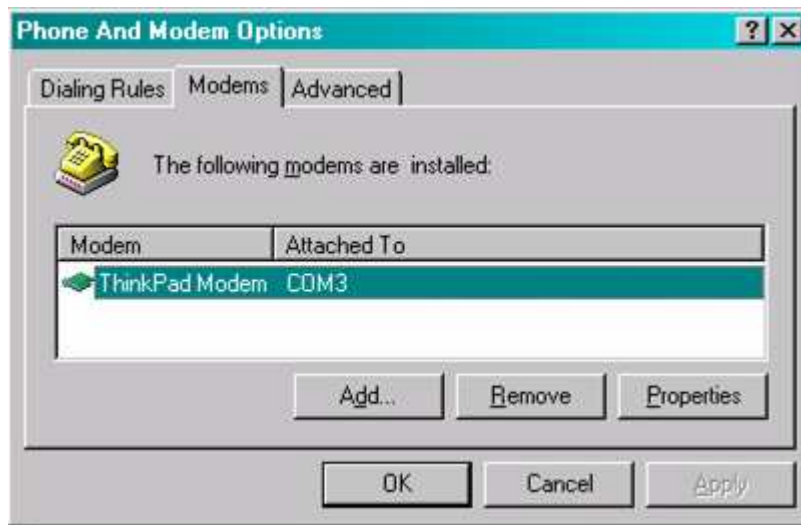 Phone And Modem Options
Dialing Rules Modems Advanced
The following modems are installed:
Modem Attached To
ThinkPad Modem COM3
Add... Remove Properties
OK Cancel Apply